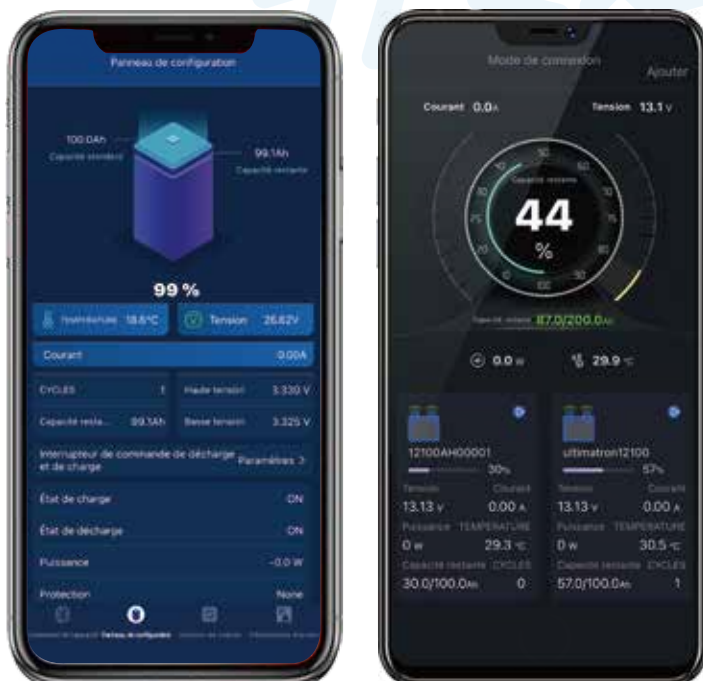 Panneau de configuration
100.0Ah
Capacité standard
99.1Ah
Capacité restante
99 %
TEMPERATURE 18.6°C
Tension 26.62V
Courant 0.00A
CYCLES 1
Haute tension 3.330 V
Capacité resta... 99.1Ah
Basse tension 3.325 V
Interrupteur de commande de décharge et de charge
Paramètres >
État de charge ON
État de décharge ON
Puissance -0.0 W
Protection None
Panneau de configuration
Mode de connexion
Ajouter
Courant 0.0A
Tension 13.1 V
Capacité restante
44
%
Capacité restante 87.0/200.0Ah
0.0 W
29.9 °C
12100AH00001
30%
Tension Courant
13.13 V 0.00 A
Puissance TEMPERATURE
0 W 29.3 °C
Capacité restante CYCLES
30.0/100.0Ah 0
ultimatron12100
57%
Tension Courant
13.13 V 0.00 A
Puissance TEMPERATURE
0 W 30.5 °C
Capacité restante CYCLES
57.0/100.0Ah 1